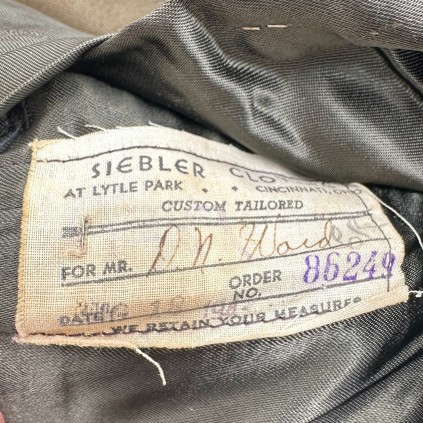 SIEBLER CLO
AT LYTLE PARK • • CINCINNATI, OHIO
CUSTOM TAILORED
FOR MR. D. N.
ORDER NO. 86249
DATE
WE RETAIN YOUR MEASURE